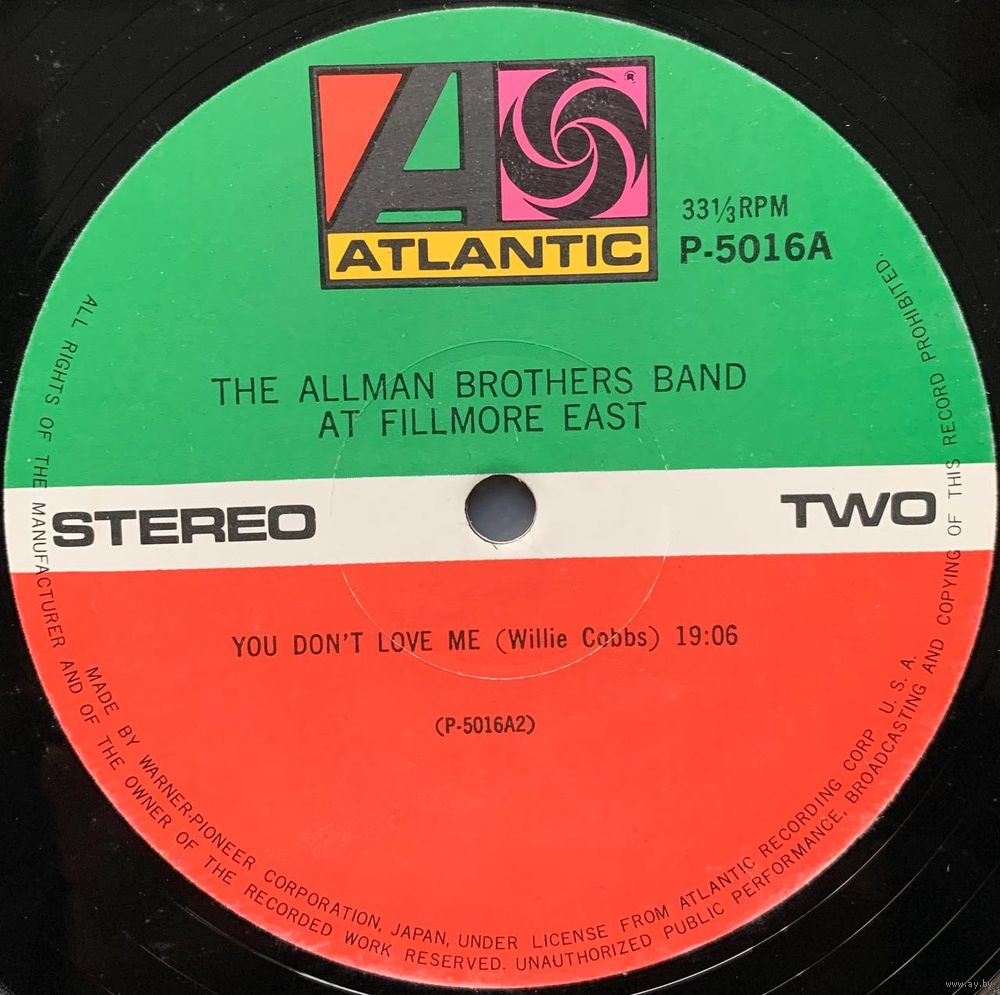 ATLANTIC
®
33⅓RPM
P-5016A
THE ALLMAN BROTHERS BAND
AT FILLMORE EAST
STEREO
TWO
YOU DON'T LOVE ME (Willie Cobbs) 19:06
(P-5016A2)
ALL RIGHTS OF THE MANUFACTURER AND OF THE OWNER OF THE RECORDED WORK RESERVED. UNAUTHORIZED PUBLIC PERFORMANCE, BROADCASTING AND COPYING OF THIS RECORD PROHIBITED.
MADE BY WARNER-PIONEER CORPORATION, JAPAN, UNDER LICENSE FROM ATLANTIC RECORDING CORP U. S. A.
www.ay.by